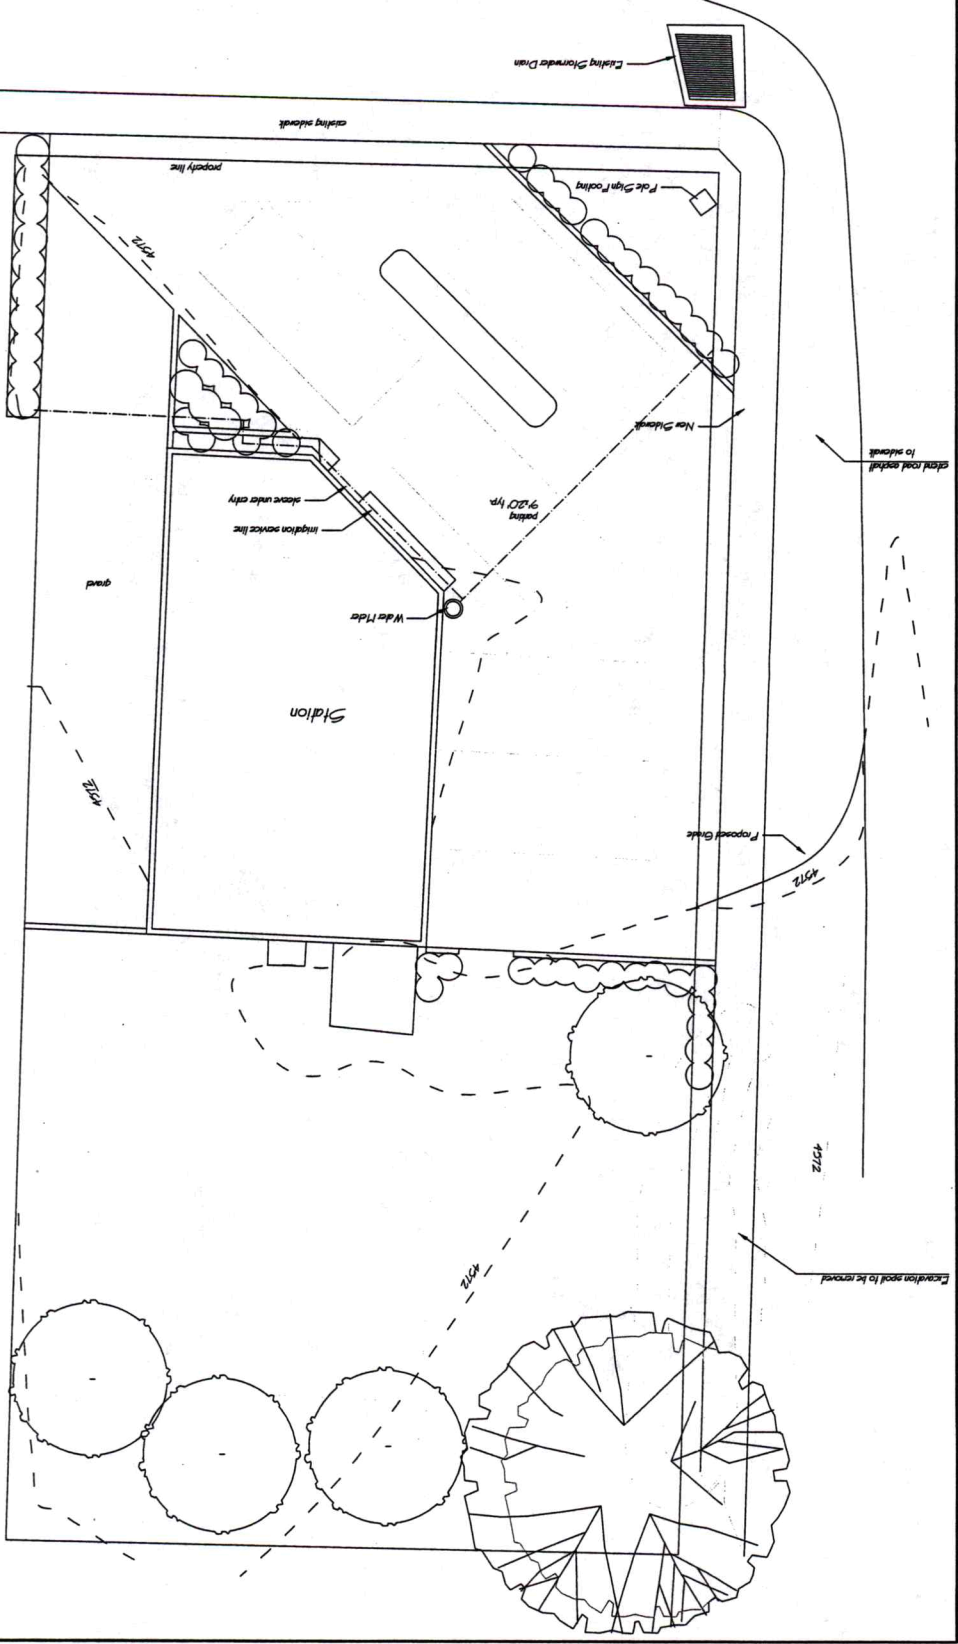 Excavation spoil to be removed
4572
4572
4572
Proposed Grade
4572
Station
Water Meter
gravel
irrigation service line
parking
9'x20' typ.
sleeve under entry
extend road asphalt
to sidewalk
New Sidewalk
4572
Pole Sign Footing
property line
existing sidewalk
Existing Stormwater Drain